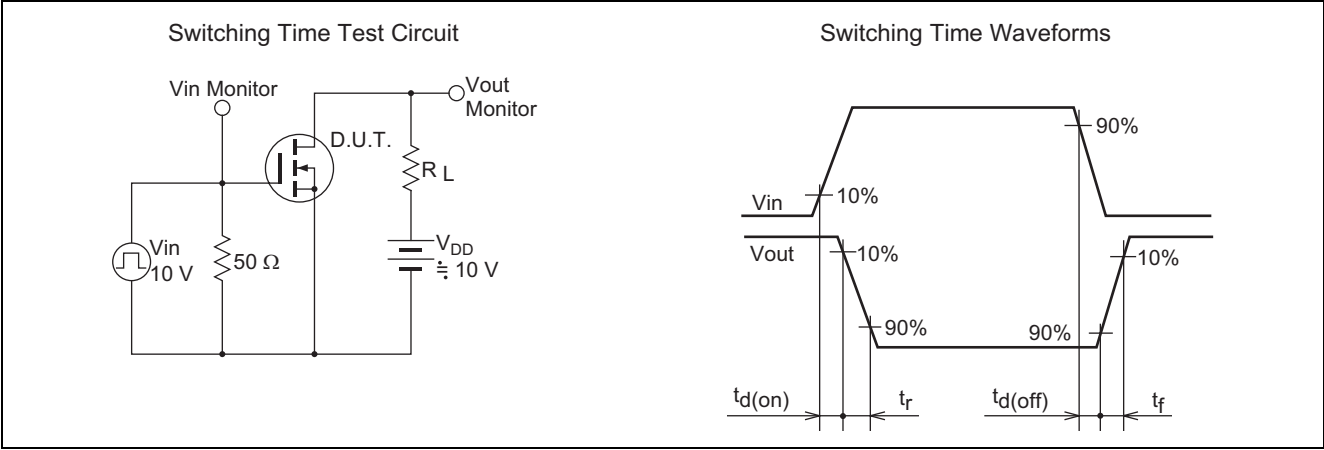 Switching Time Test Circuit
Vin Monitor
Vout
Monitor
D.U.T.
RL
Vin
10 V
50 Ω
VDD
≒ 10 V
Switching Time Waveforms
90%
Vin
10%
Vout
10%
10%
90%
90%
td(on)
tr
td(off)
tf